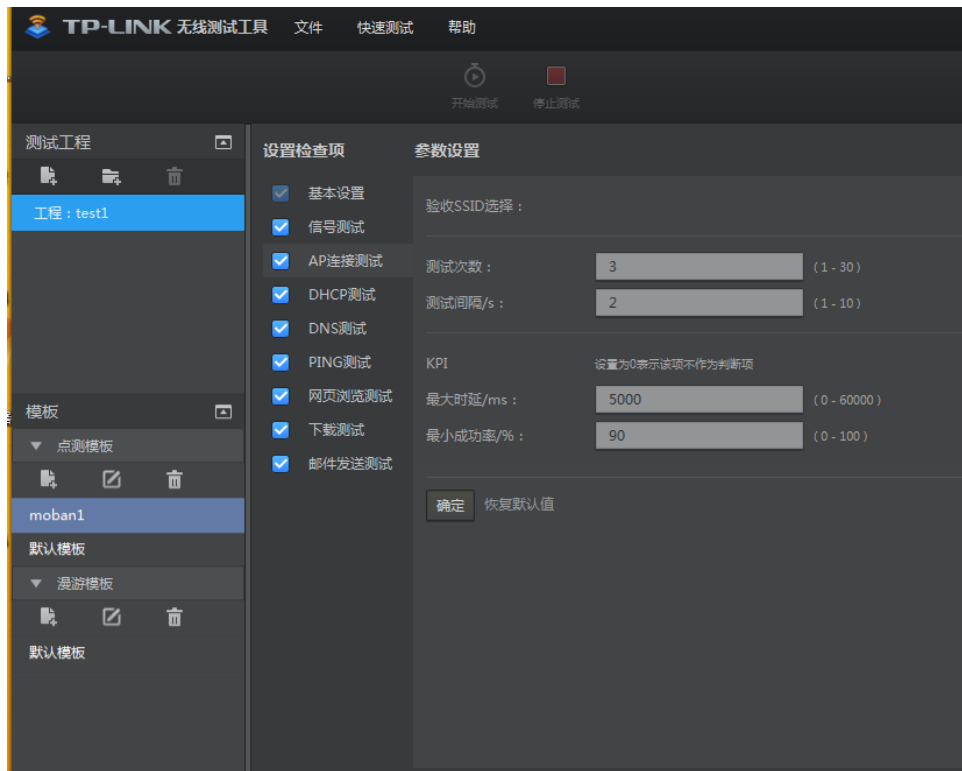 TP-LINK 无线测试工具 文件 快速测试 帮助
开始测试 停止测试
测试工程
工程：test1
模板
点测模板
moban1
默认模板
漫游模板
默认模板
设置检查项
基本设置
信号测试
AP连接测试
DHCP测试
DNS测试
PING测试
网页浏览测试
下载测试
邮件发送测试
参数设置
验收SSID选择：
测试次数： 3 （1 - 30）
测试间隔/s： 2 （1 - 10）
KPI 设置为0表示该项不作为判断项
最大时延/ms： 5000 （0 - 60000）
最小成功率/%： 90 （0 - 100）
确定 恢复默认值